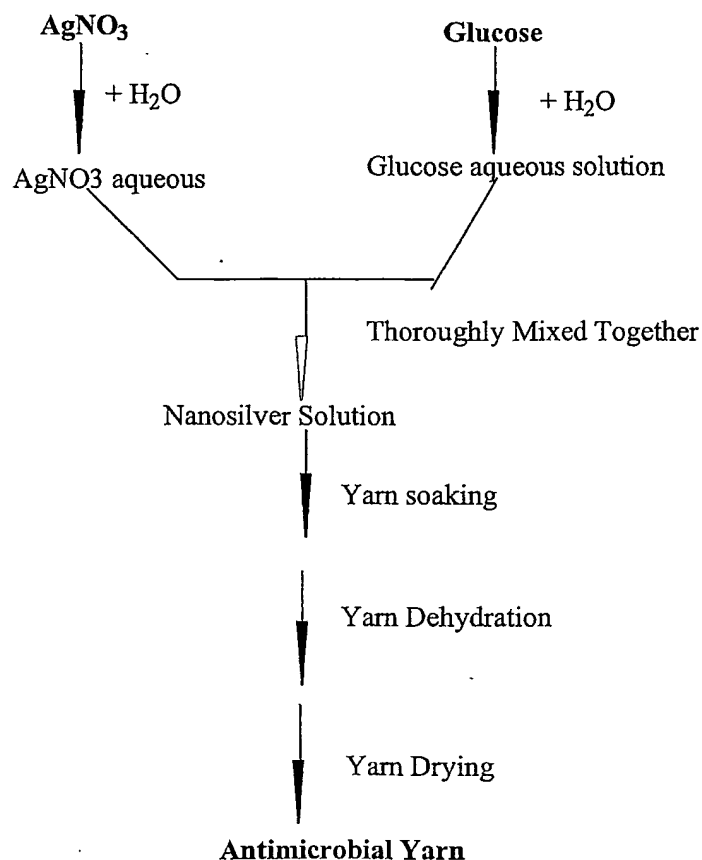 AgNO₃
Glucose
+ H₂O
+ H₂O
AgNO3 aqueous
Glucose aqueous solution
Thoroughly Mixed Together
Nanosilver Solution
Yarn soaking
Yarn Dehydration
Yarn Drying
Antimicrobial Yarn